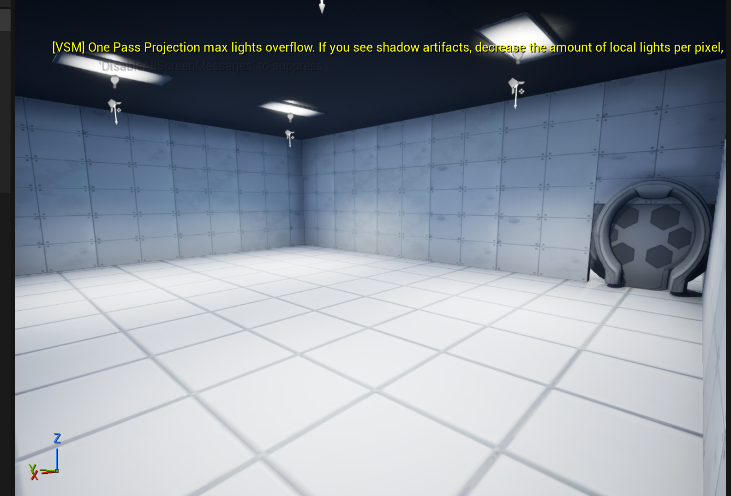 [VSM] One Pass Projection max lights overflow. If you see shadow artifacts, decrease the amount of local lights per pixel,
Z
Y
X